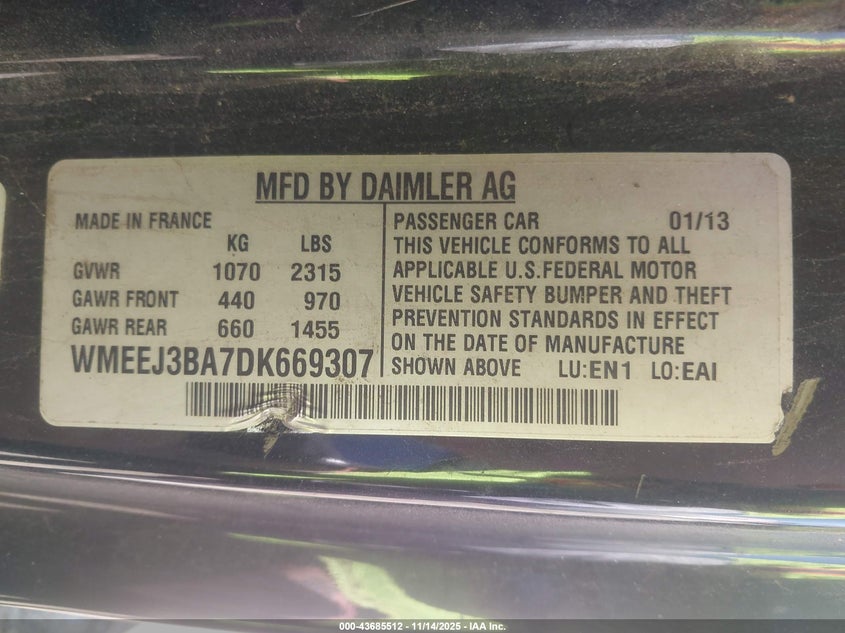 MFD BY DAIMLER AG
MADE IN FRANCE
KG LBS
GVWR 1070 2315
GAWR FRONT 440 970
GAWR REAR 660 1455
WMEEJ3BA7DK669307
PASSENGER CAR 01/13
THIS VEHICLE CONFORMS TO ALL
APPLICABLE U.S.FEDERAL MOTOR
VEHICLE SAFETY BUMPER AND THEFT
PREVENTION STANDARDS IN EFFECT
ON THE DATE OF MANUFACTURE
SHOWN ABOVE LU:EN1 LO:EAI
000-43685512 | 11/14/2025 - IAA Inc.